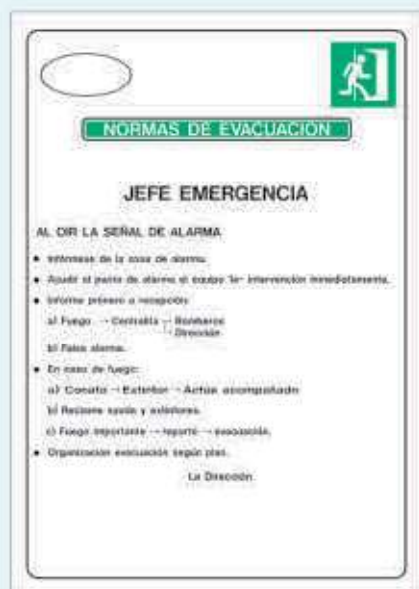 NORMAS DE EVACUACIÓN
JEFE EMERGENCIA
AL OIR LA SEÑAL DE ALARMA
• Infórmese de la zona de alarma.
• Acudir al punto de alarma el equipo 1er intervención inmediatamente.
• Informe primero a recepción:
a) Fuego → Centralita → Bomberos
→ Dirección
b) Falsa alarma.
• En caso de fuego:
a) Conato → Extintor → Actúe acompañado
b) Reclame ayuda y extintores.
c) Fuego importante → reporte → evacuación.
• Organización evacuación según plan.
La Dirección